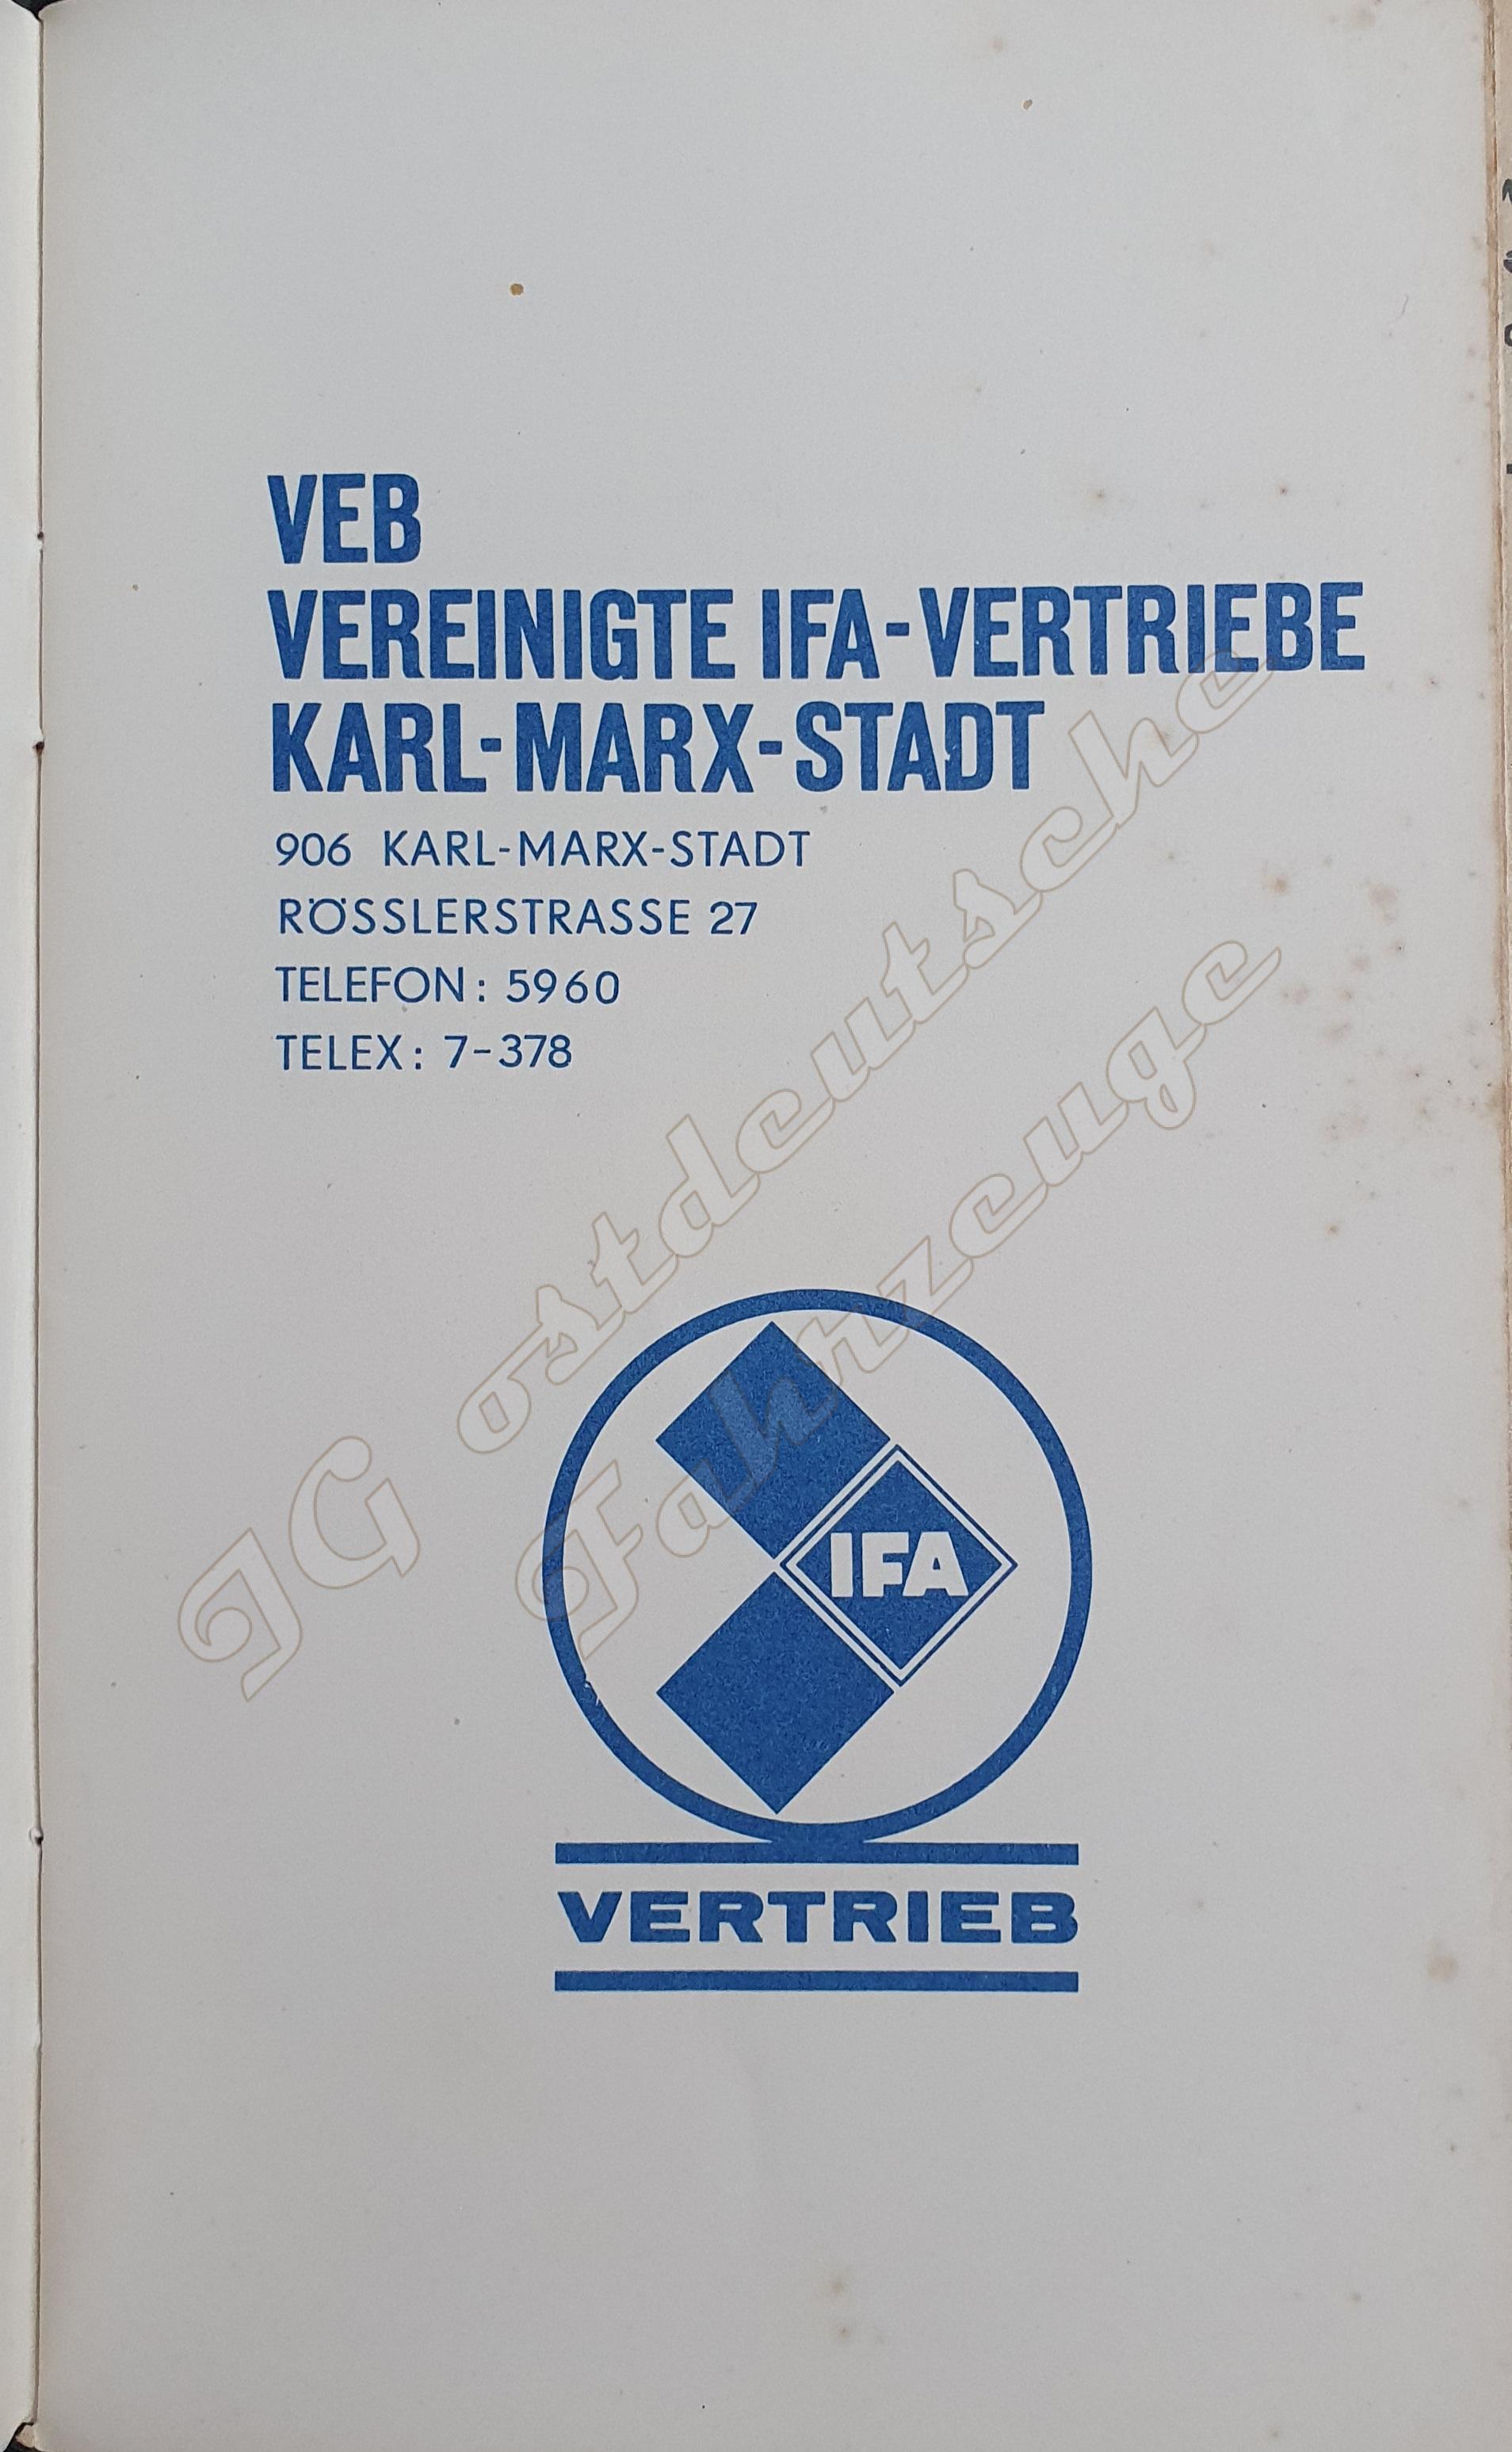 VEB
VEREINIGTE IFA-VERTRIEBE
KARL-MARX-STADT
906 KARL-MARX-STADT
RÖSSLERSTRASSE 27
TELEFON: 5960
TELEX: 7-378
IG ostdeutsche
Fahrzeuge
IFA
VERTRIEB